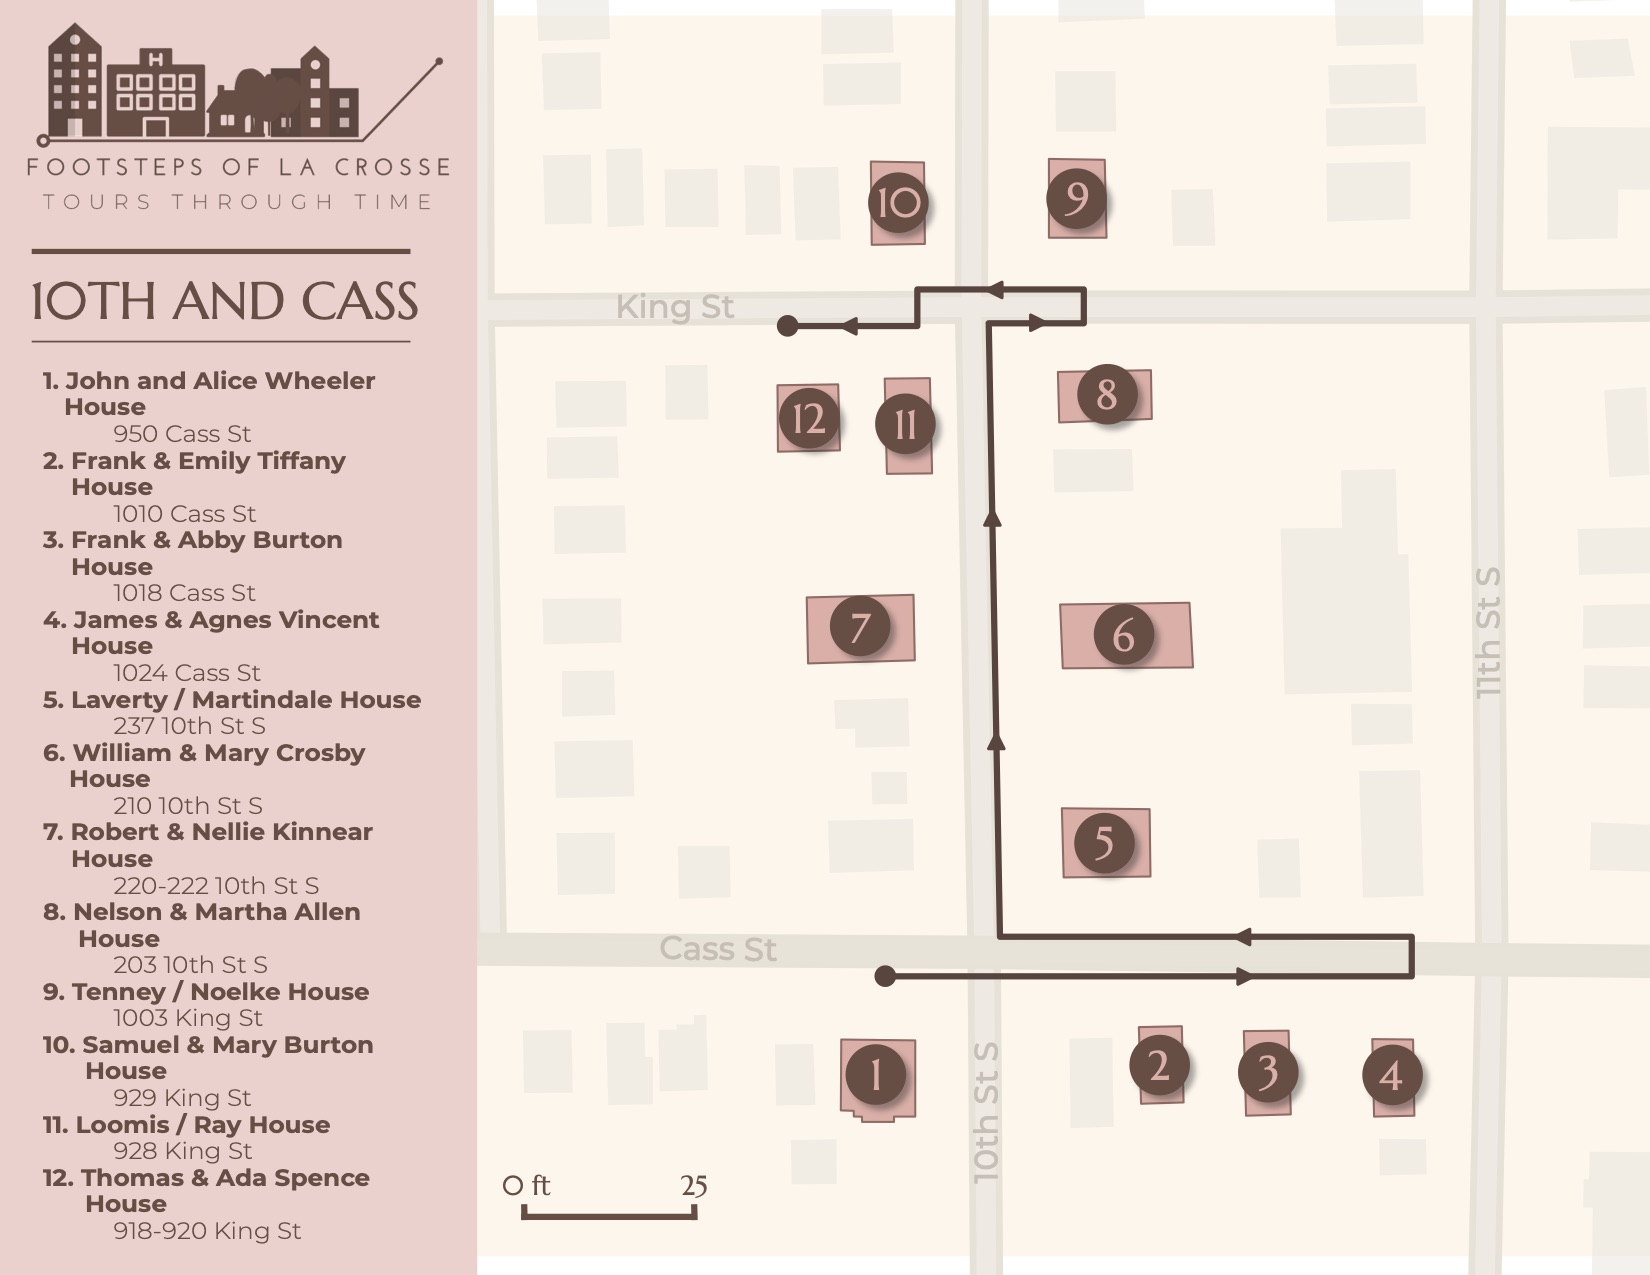 H
FOOTSTEPS OF LA CROSSE
TOURS THROUGH TIME
10TH AND CASS
1. John and Alice Wheeler
House
950 Cass St
2. Frank & Emily Tiffany
House
1010 Cass St
3. Frank & Abby Burton
House
1018 Cass St
4. James & Agnes Vincent
House
1024 Cass St
5. Laverty / Martindale House
237 10th St S
6. William & Mary Crosby
House
210 10th St S
7. Robert & Nellie Kinnear
House
220-222 10th St S
8. Nelson & Martha Allen
House
203 10th St S
9. Tenney / Noelke House
1003 King St
10. Samuel & Mary Burton
House
929 King St
11. Loomis / Ray House
928 King St
12. Thomas & Ada Spence
House
918-920 King St
10
9
King St
8
12
11
7
6
11th St S
5
Cass St
1
2
3
4
10th St S
0 ft 25